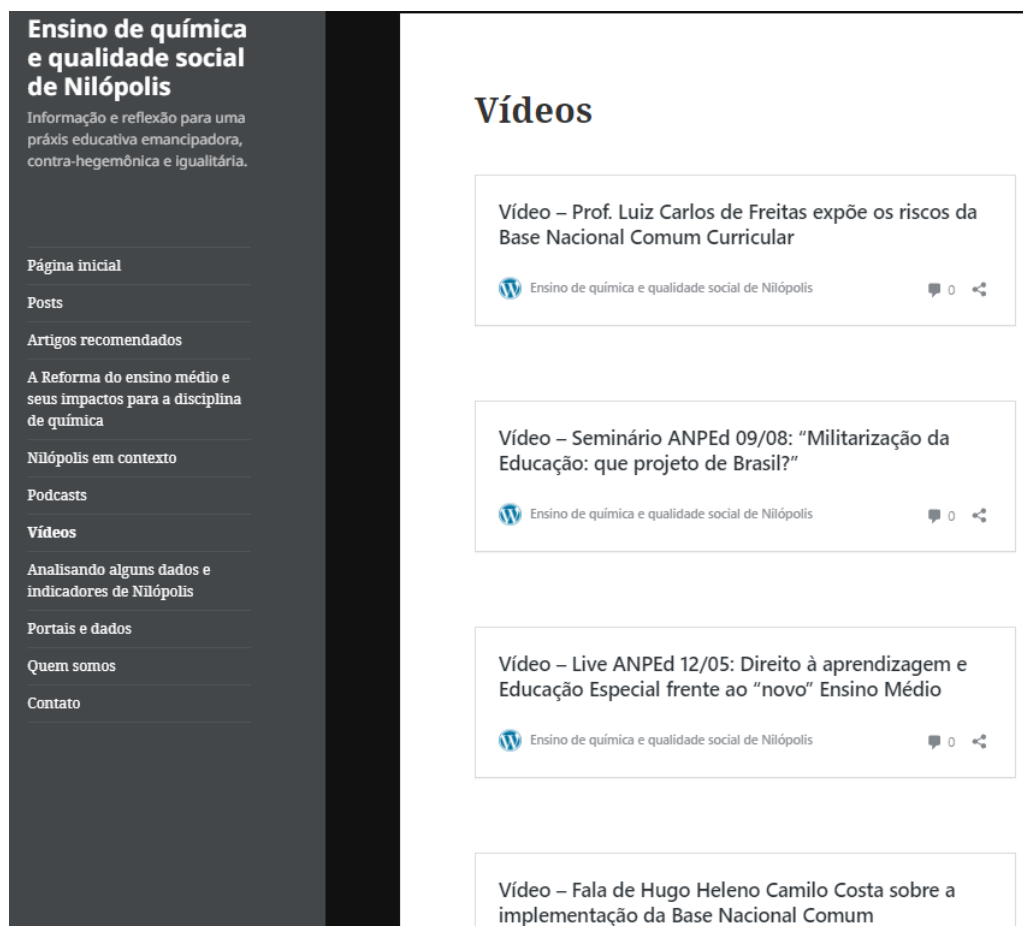 Ensino de química
e qualidade social
de Nilópolis
Informação e reflexão para uma
práxis educativa emancipadora,
contra-hegemônica e igualitária.
Página inicial
Posts
Artigos recomendados
A Reforma do ensino médio e
seus impactos para a disciplina
de química
Nilópolis em contexto
Podcasts
Vídeos
Analisando alguns dados e
indicadores de Nilópolis
Portais e dados
Quem somos
Contato
Vídeos
Vídeo – Prof. Luiz Carlos de Freitas expõe os riscos da
Base Nacional Comum Curricular
Ensino de química e qualidade social de Nilópolis 0
Vídeo – Seminário ANPEd 09/08: “Militarização da
Educação: que projeto de Brasil?”
Ensino de química e qualidade social de Nilópolis 0
Vídeo – Live ANPEd 12/05: Direito à aprendizagem e
Educação Especial frente ao “novo” Ensino Médio
Ensino de química e qualidade social de Nilópolis 0
Vídeo – Fala de Hugo Heleno Camilo Costa sobre a
implementação da Base Nacional Comum